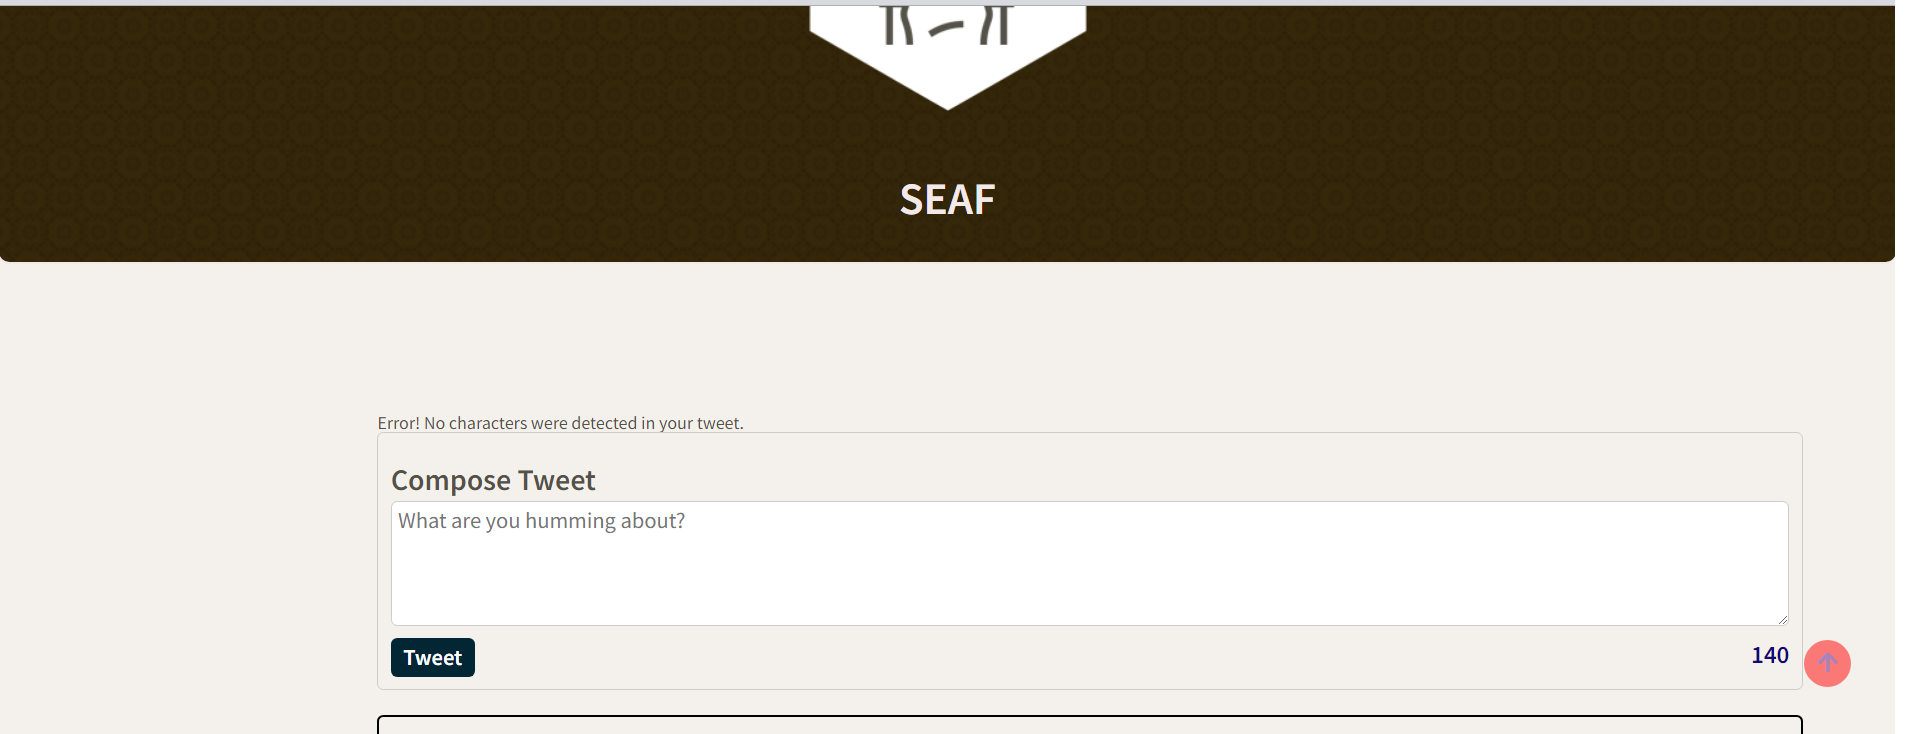 SEAF
Error! No characters were detected in your tweet.
Compose Tweet
What are you humming about?
Tweet
140